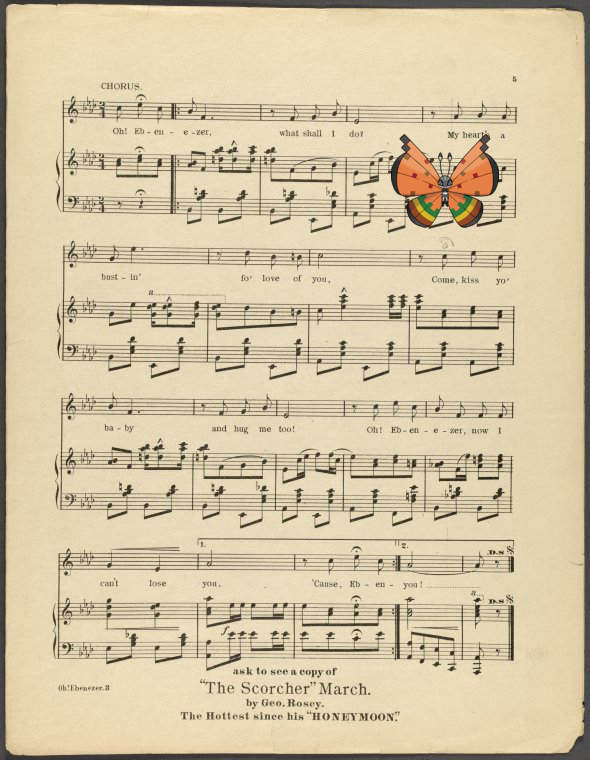 5
CHORUS.
Oh! Eb - en - e - zer, what shall I do? My heart's a
bust - in' fo' love of you, Come, kiss yo'
8
ba - by and hug me too! Oh! Eb - en - e - zer, now I
1. 2. D.S
can't lose you, 'Cause, Eb - en - you!
8 D.S
f
ask to see a copy of
Oh! Ebenezer. 3
"The Scorcher" March.
by Geo. Rosey.
The Hottest since his "HONEYMOON."